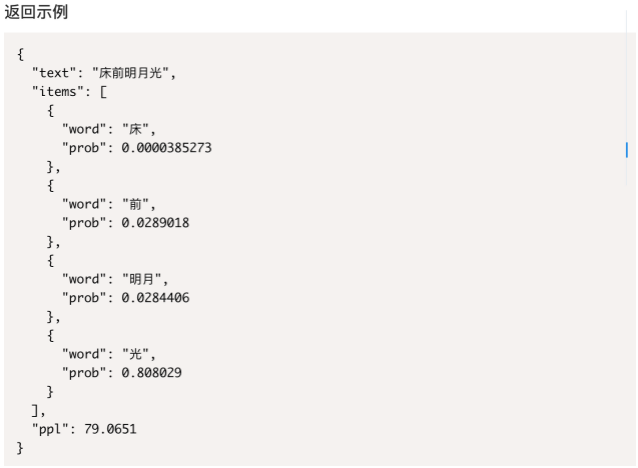 返回示例
{
"text": "床前明月光",
"items": [
{
"word": "床",
"prob": 0.0000385273
},
{
"word": "前",
"prob": 0.0289018
},
{
"word": "明月",
"prob": 0.0284406
},
{
"word": "光",
"prob": 0.808029
}
],
"ppl": 79.0651
}